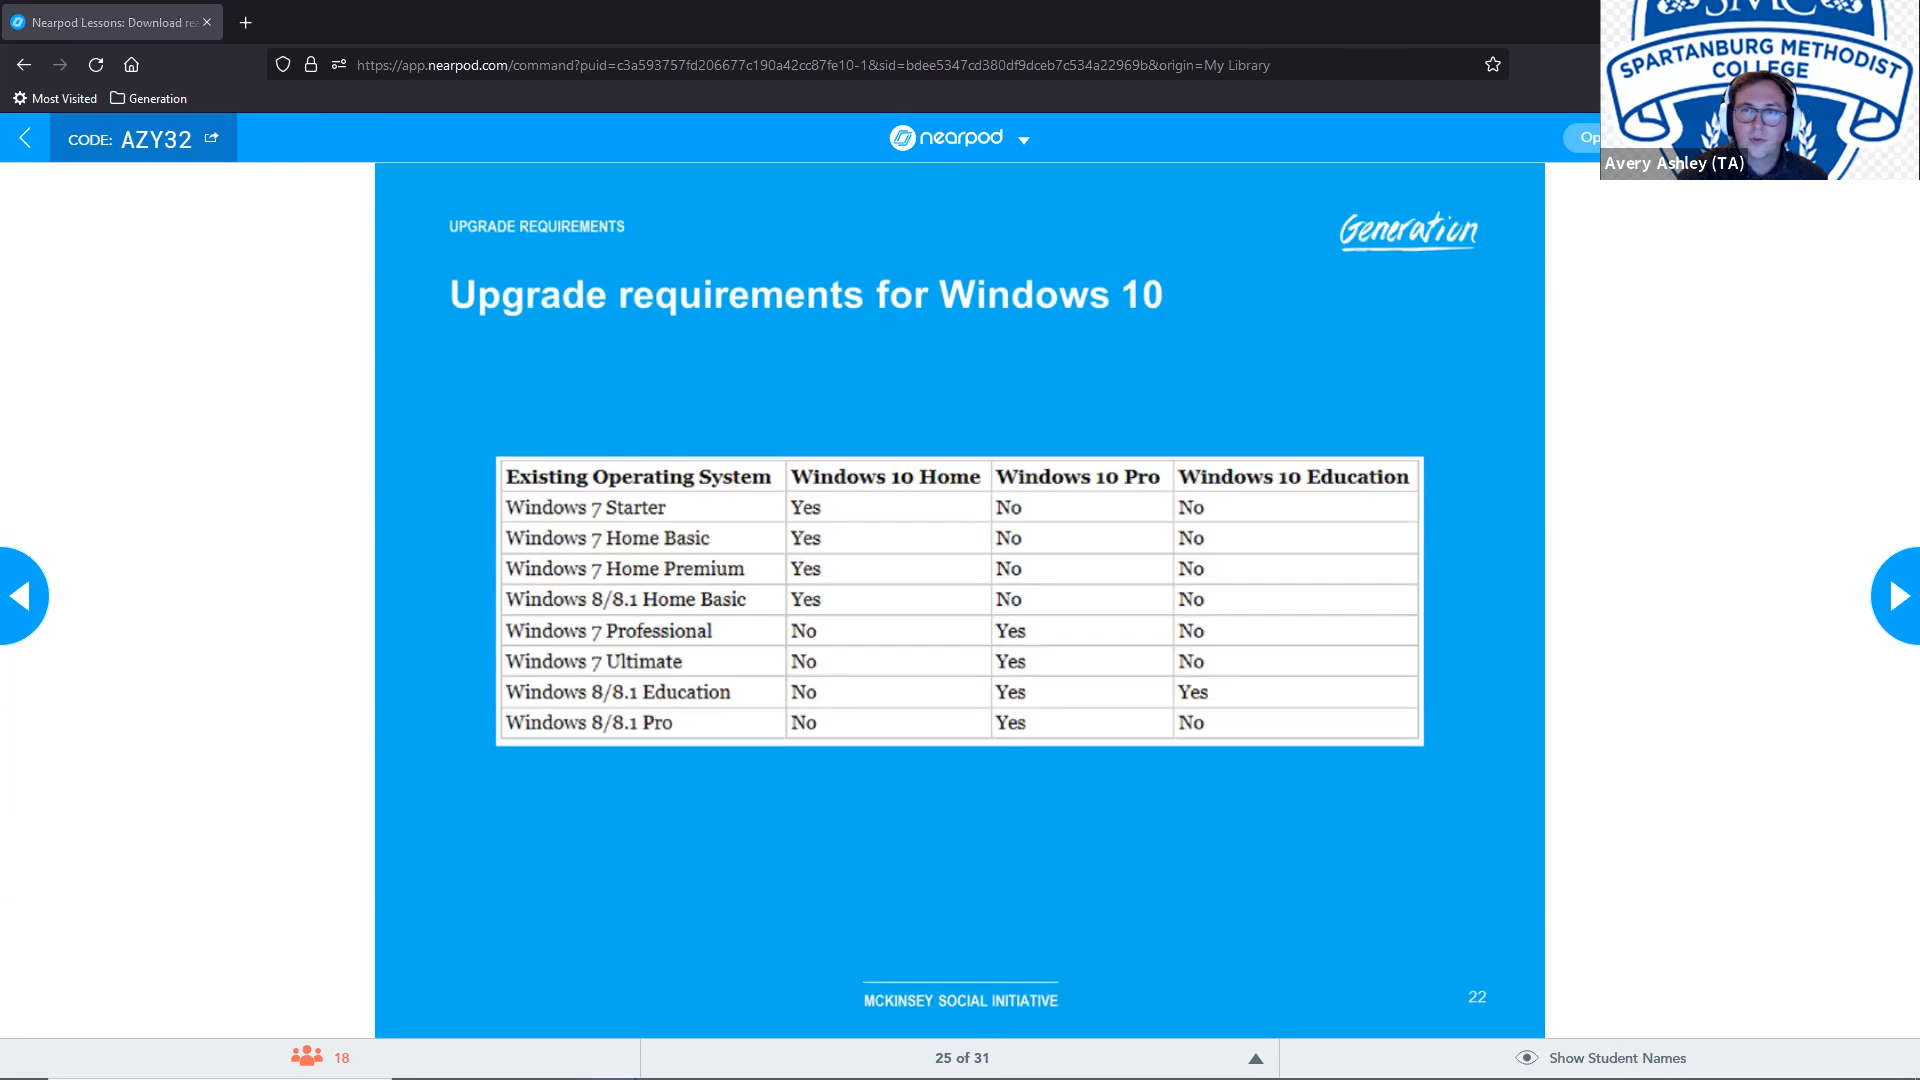 Nearpod Lessons: Download re
https://app.nearpod.com/command?puid=c3a593757fd206677c190a42cc87fe10-1&sid=bdee5347cd380df9dceb7c534a22969b&origin=My Library
Most Visited Generation
CODE: AZY32
nearpod
Op
SMC
SPARTANBURG METHODIST
COLLEGE
Avery Ashley (TA)
UPGRADE REQUIREMENTS
Generation
Upgrade requirements for Windows 10
Existing Operating System Windows 10 Home Windows 10 Pro Windows 10 Education
Windows 7 Starter Yes No No
Windows 7 Home Basic Yes No No
Windows 7 Home Premium Yes No No
Windows 8/8.1 Home Basic Yes No No
Windows 7 Professional No Yes No
Windows 7 Ultimate No Yes No
Windows 8/8.1 Education No Yes Yes
Windows 8/8.1 Pro No Yes No
MCKINSEY SOCIAL INITIATIVE
22
18
25 of 31
Show Student Names